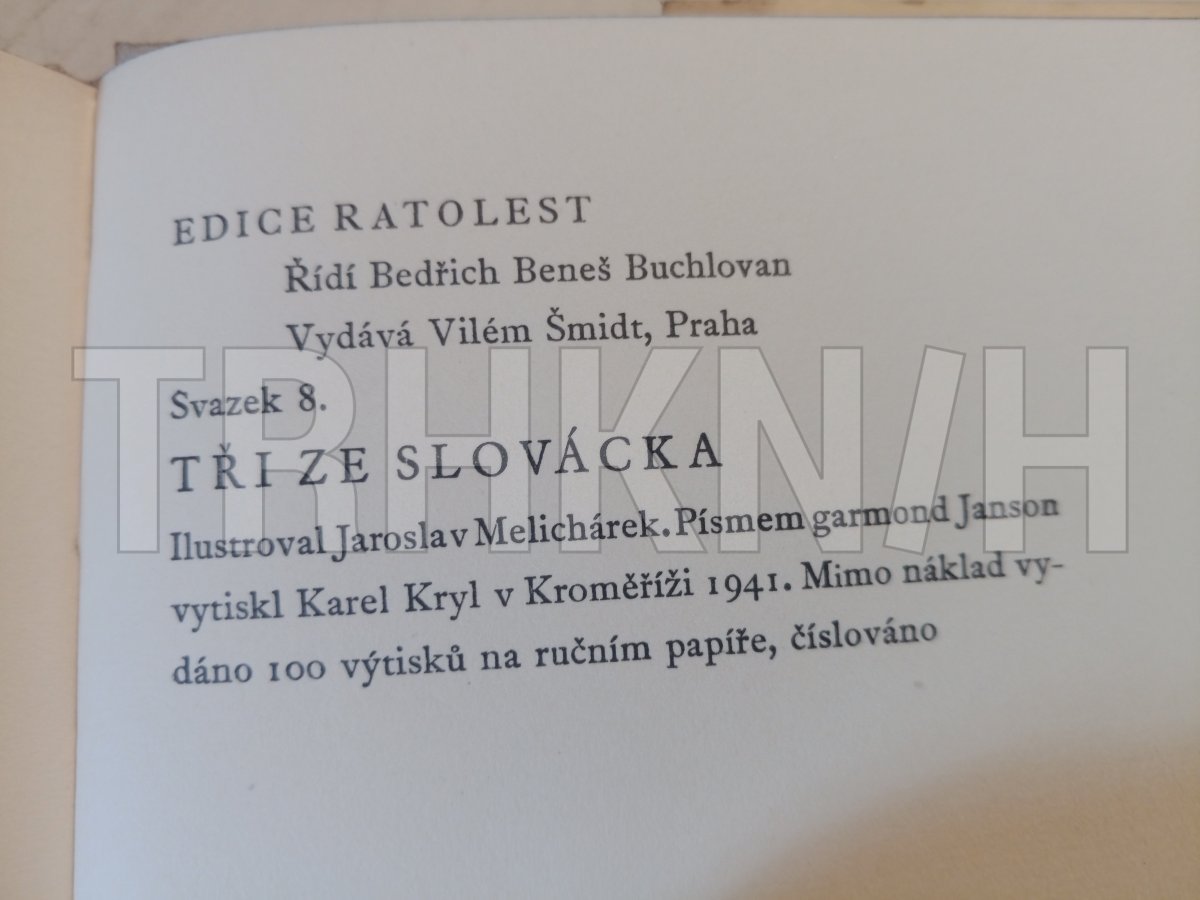 EDICE RATOLEST
Řídí Bedřich Beneš Buchlovan
Vydává Vilém Šmidt, Praha
Svazek 8.
TŘI ZE SLOVÁCKA
Ilustroval Jaroslav Melichárek. Písmem garmond Janson
vytiskl Karel Kryl v Kroměříži 1941. Mimo náklad vy-
dáno 100 výtisků na ručním papíře, číslováno
TRHKN/H